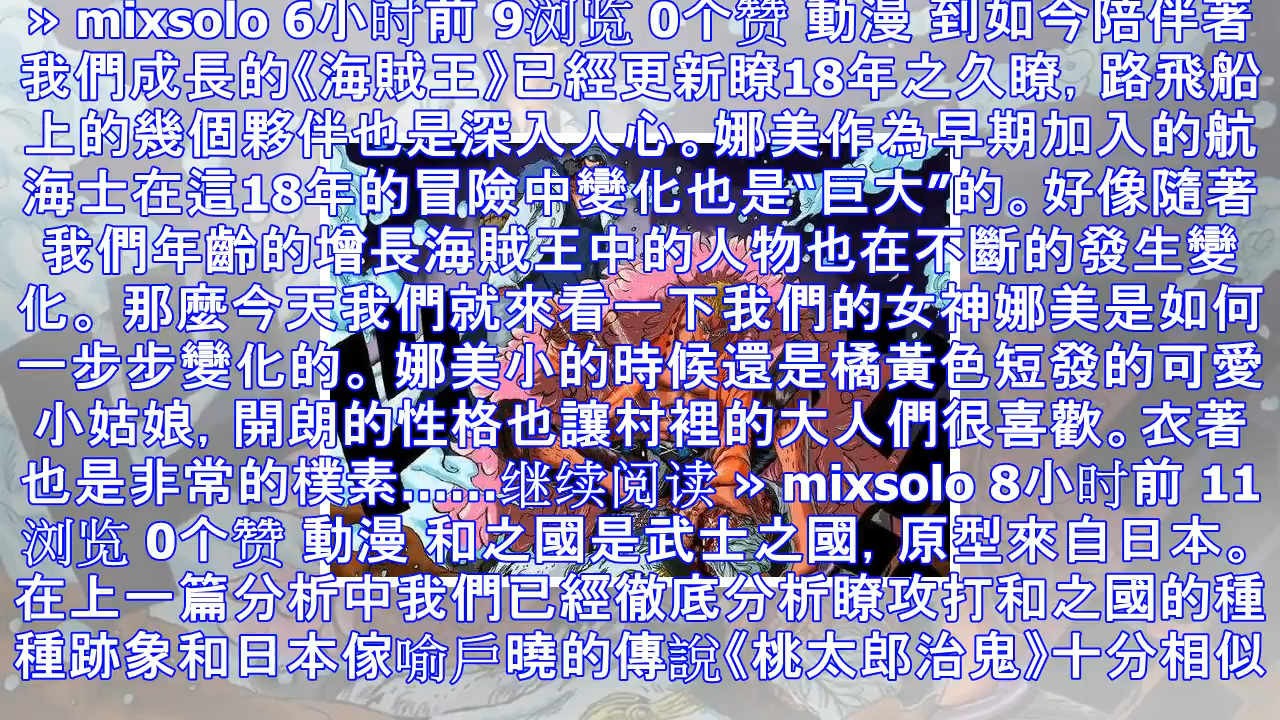 » mixsolo 6小时前 9浏览 0个赞 動漫 到如今陪伴著
我們成長的《海賊王》已經更新瞭18年之久瞭, 路飛船
上的幾個夥伴也是深入人心。娜美作為早期加入的航
海士在這18年的冒險中變化也是“巨大”的。好像隨著
我們年齡的增長海賊王中的人物也在不斷的發生變
化。那麼今天我們就來看一下我們的女神娜美是如何
一步步變化的。娜美小的時候還是橘黃色短發的可愛
小姑娘, 開朗的性格也讓村裡的大人們很喜歡。衣著
也是非常的樸素......继续阅读 » mixsolo 8小时前 11
浏览 0个赞 動漫 和之國是武士之國, 原型來自日本。
在上一篇分析中我們已經徹底分析瞭攻打和之國的種
種跡象和日本傢喻戶曉的傳說《桃太郎治鬼》十分相似